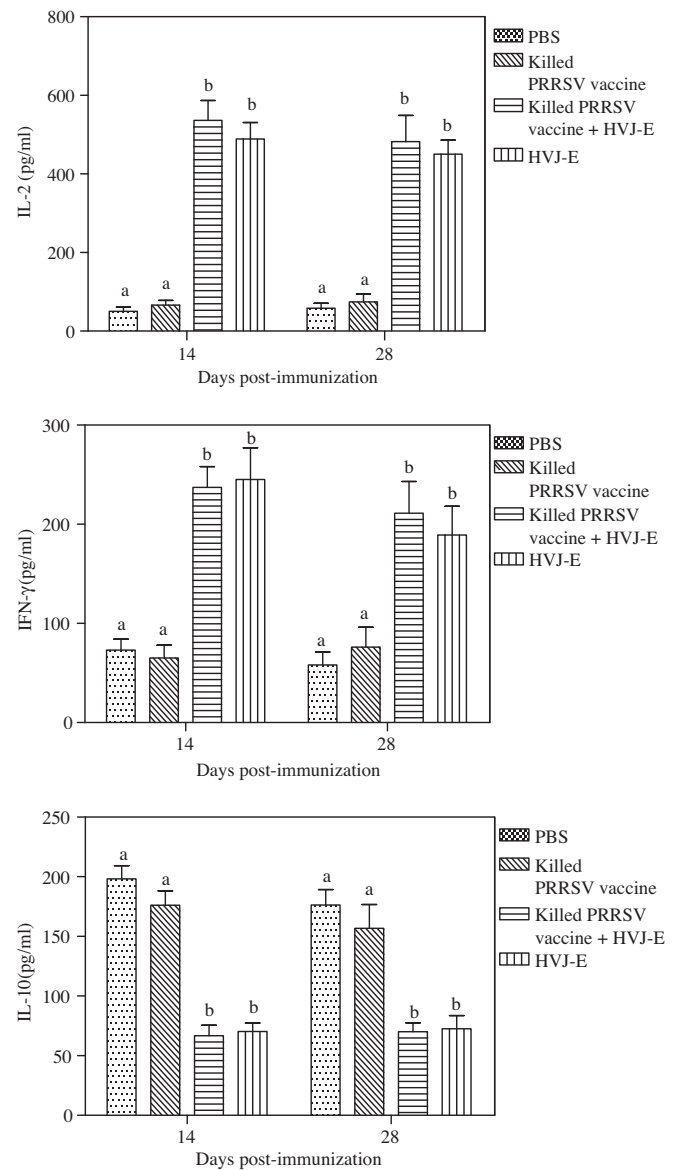 800
600
400
200
0
IL-2 (pg/ml)
a
a
b
b
a
a
b
b
14
28
Days post-immunization
PBS
Killed
PRRSV vaccine
Killed PRRSV
vaccine + HVJ-E
HVJ-E
300
200
100
0
IFN-γ(pg/ml)
a
a
b
b
a
a
b
b
14
28
Days post-immunization
PBS
Killed
PRRSV vaccine
Killed PRRSV
vaccine + HVJ-E
HVJ-E
250
200
150
100
50
0
IL-10(pg/ml)
a
a
b
b
a
a
b
b
14
28
Days post-immunization
PBS
Killed
PRRSV vaccine
Killed PRRSV
vaccine + HVJ-E
HVJ-E